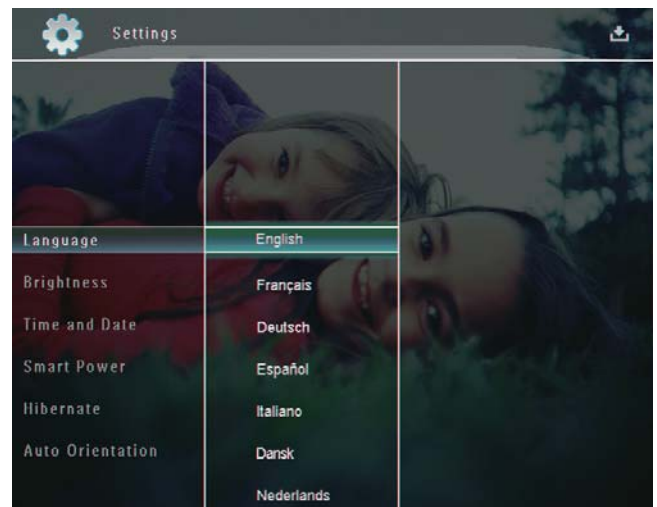 Settings
Language
Brightness
Time and Date
Smart Power
Hibernate
Auto Orientation
English
Français
Deutsch
Español
Italiano
Dansk
Nederlands